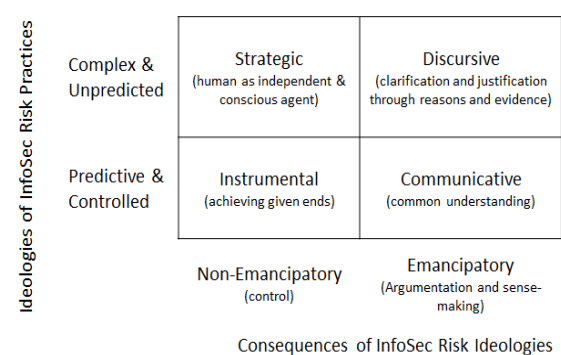 Ideologies of InfoSec Risk Practices
Complex &
Unpredicted
Strategic
(human as independent &
conscious agent)
Discursive
(clarification and justification
through reasons and evidence)
Predictive &
Controlled
Instrumental
(achieving given ends)
Communicative
(common understanding)
Non-Emancipatory
(control)
Emancipatory
(Argumentation and sense-
making)
Consequences of InfoSec Risk Ideologies